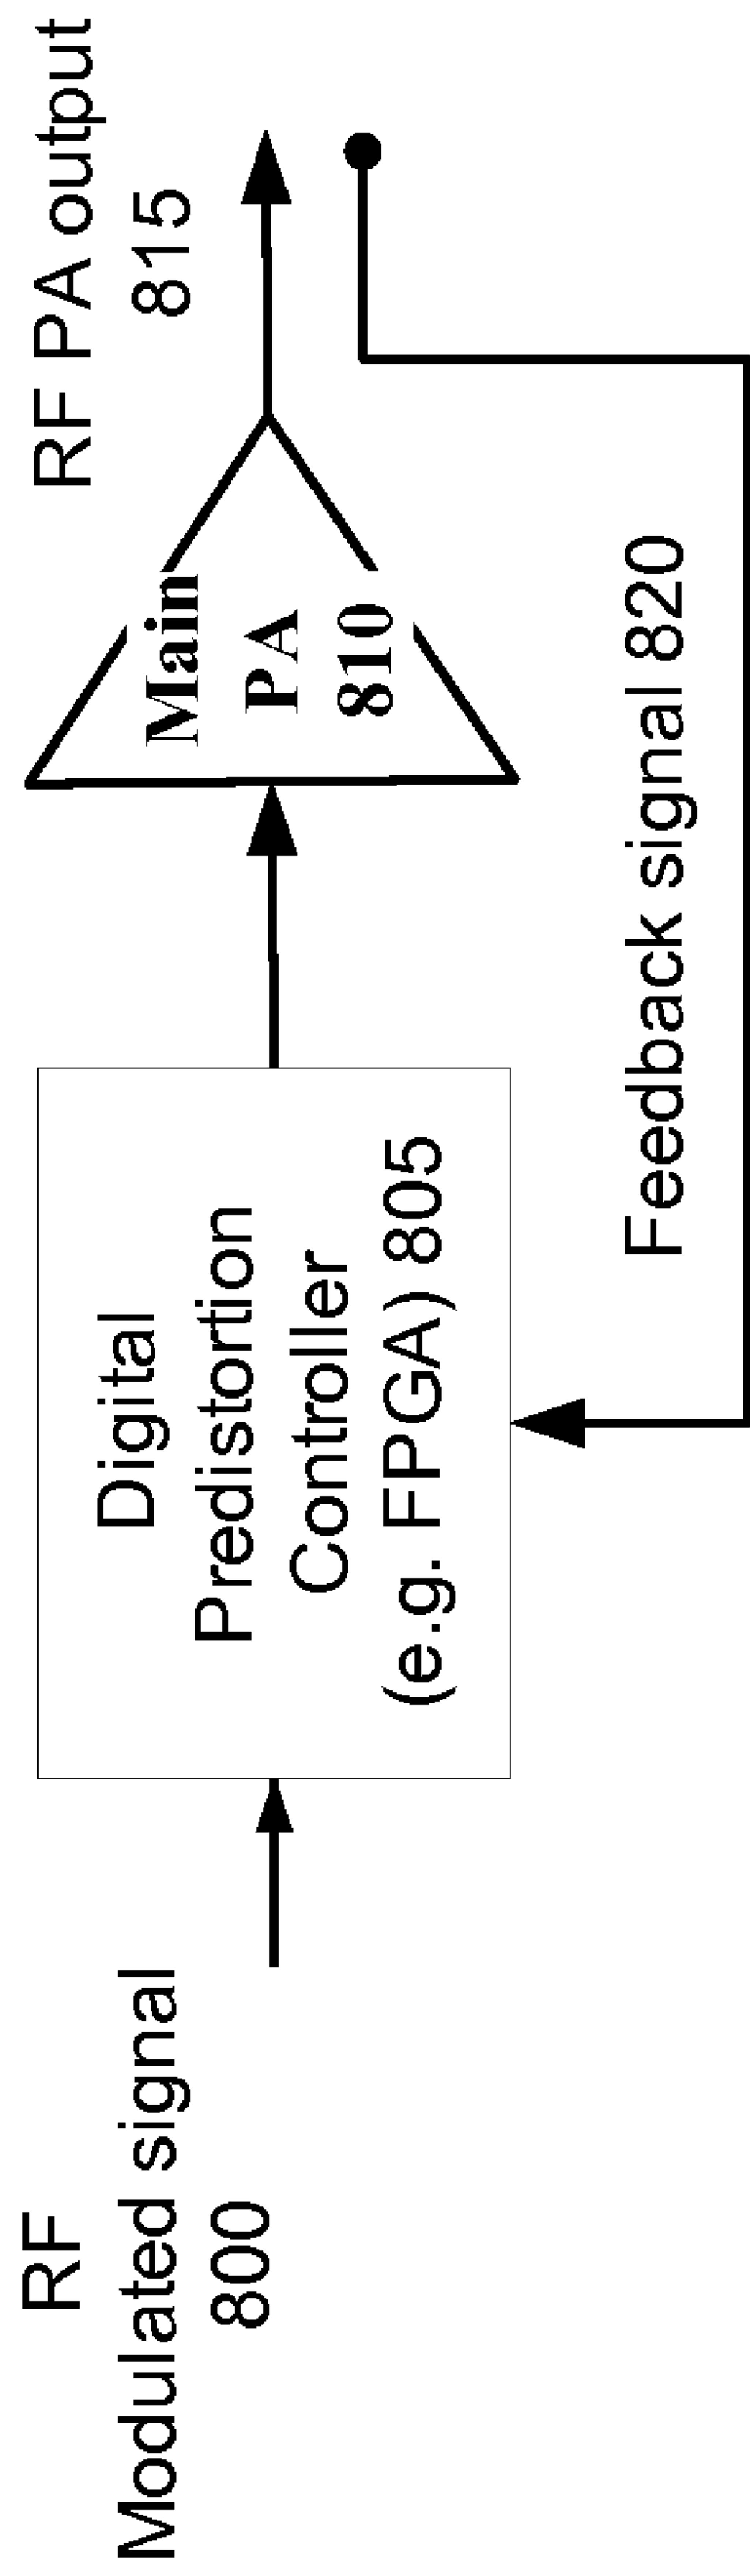 RF
Modulated signal
800
Digital
Predistortion
Controller
(e.g. FPGA) 805
Main
PA
810
RF PA output
815
Feedback signal 820